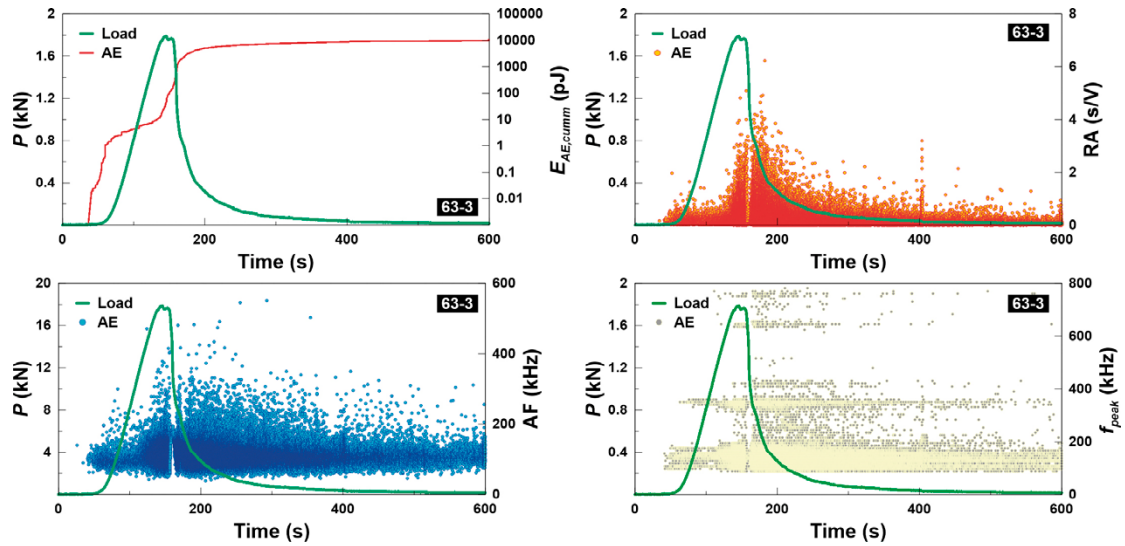 2
1.6
1.2
0.8
0.4
P (kN)
Load
AE
100000
10000
1000
100
10
1
0.1
0.01
E_AE,cumm (pJ)
63-3
0 200 400 600
Time (s)
2
1.6
1.2
0.8
0.4
P (kN)
Load
AE
63-3
8
6
4
2
0
RA (s/V)
0 200 400 600
Time (s)
20
16
12
8
4
P (kN)
Load
AE
63-3
600
400
200
0
AF (kHz)
0 200 400 600
Time (s)
2
1.6
1.2
0.8
0.4
P (kN)
Load
AE
63-3
800
600
400
200
0
f_peak (kHz)
0 200 400 600
Time (s)